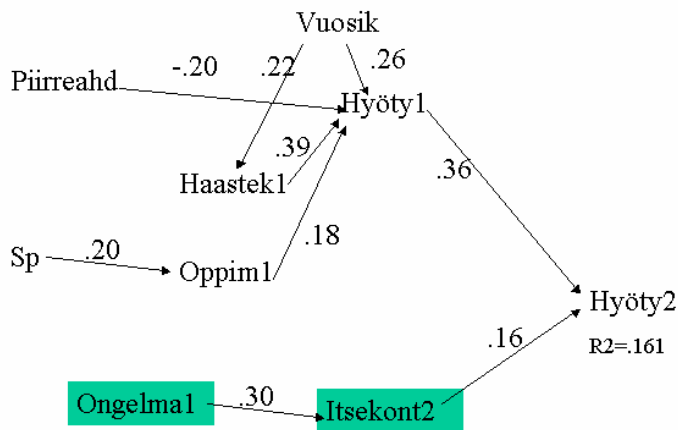 Vuosik
-.20
.22
.26
Piirreahd
Hyöty1
.39
Haastek1
.36
.18
Sp
.20
Oppim1
Hyöty2
.16
R2=.161
Ongelma1
.30
Itsekont2